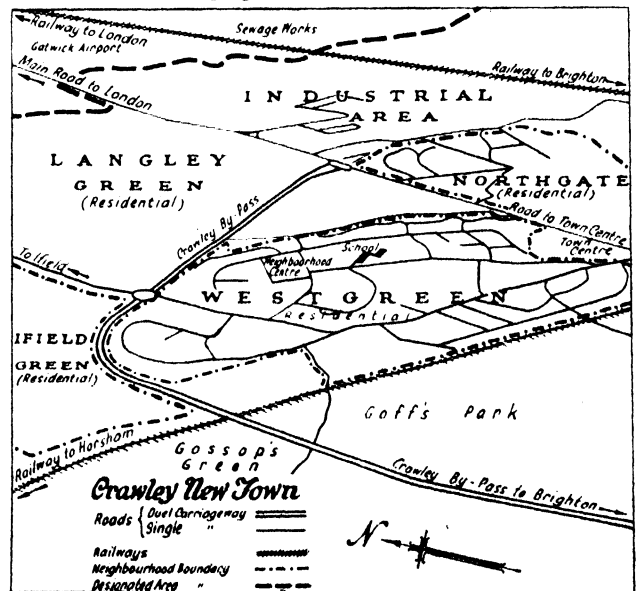 Railway to London
Sewage Works
Gatwick Airport
Main Road to London
Railway to Brighton
INDUSTRIAL
AREA
LANGLEY
GREEN
(Residential)
NORTHGATE
(Residential)
Crawley By-Pass
Road to Town Centre
Town
Centre
School
Neighbourhood
Centre
To Ifield
WESTGREEN
Residential
IFIELD
GREEN
(Residential)
Goff's Park
Railway to Horsham
Gossop's
Green
Crawley By-Pass to Brighton
Crawley New Town
Roads { Duel Carriageway
Single "
Railways
Neighbourhood Boundary
Designated Area "
N